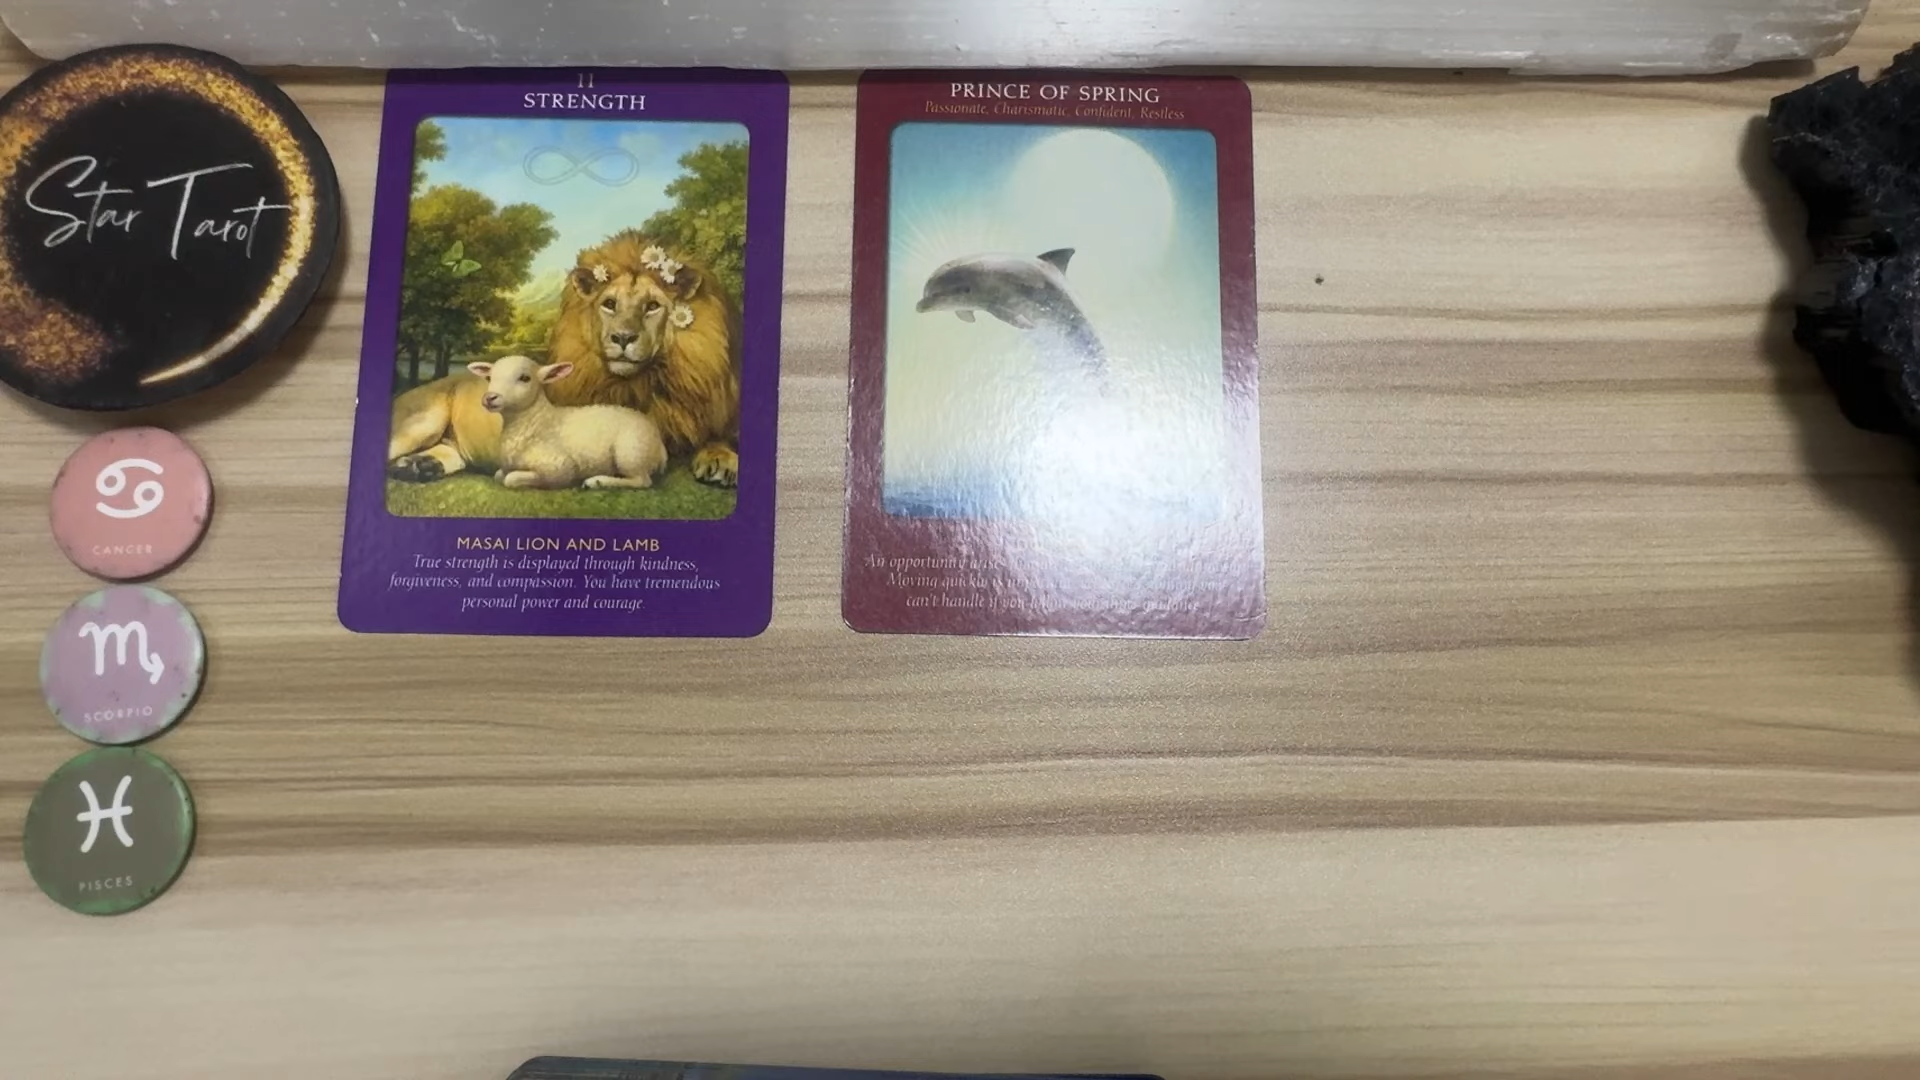 Star Tarot
CANCER
SCORPIO
PISCES
11
STRENGTH
MASAI LION AND LAMB
True strength is displayed through kindness,
forgiveness, and compassion. You have tremendous
personal power and courage.
PRINCE OF SPRING
Passionate, Charismatic, Confident, Restless
An opportunity
Moving quickly is
can't handle if you